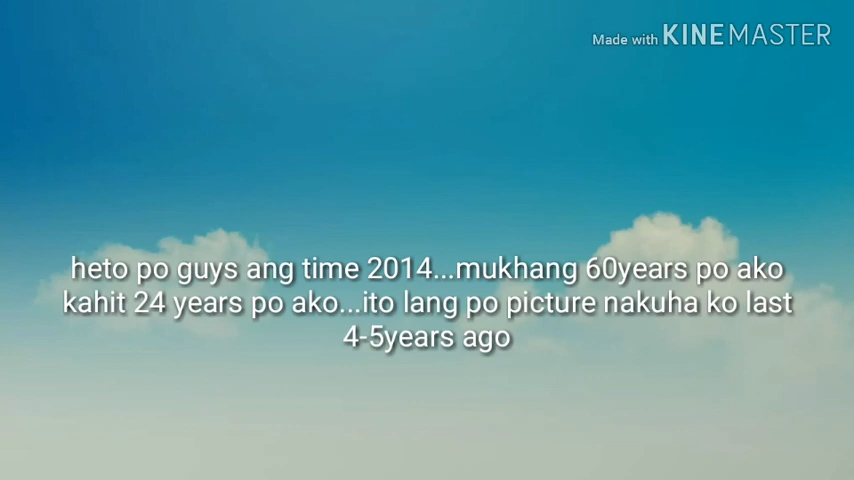 Made with KINEMASTER
heto po guys ang time 2014...mukhang 60years po ako
kahit 24 years po ako...ito lang po picture nakuha ko last
4-5years ago